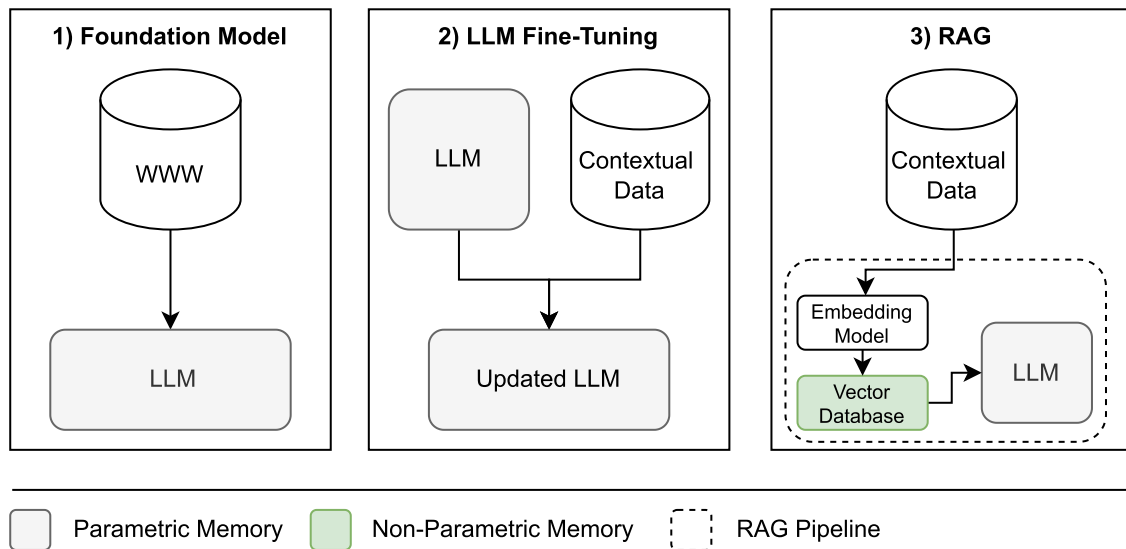 1) Foundation Model
WWW
LLM
2) LLM Fine-Tuning
LLM
Contextual
Data
Updated LLM
3) RAG
Contextual
Data
Embedding
Model
Vector
Database
LLM
Parametric Memory
Non-Parametric Memory
RAG Pipeline